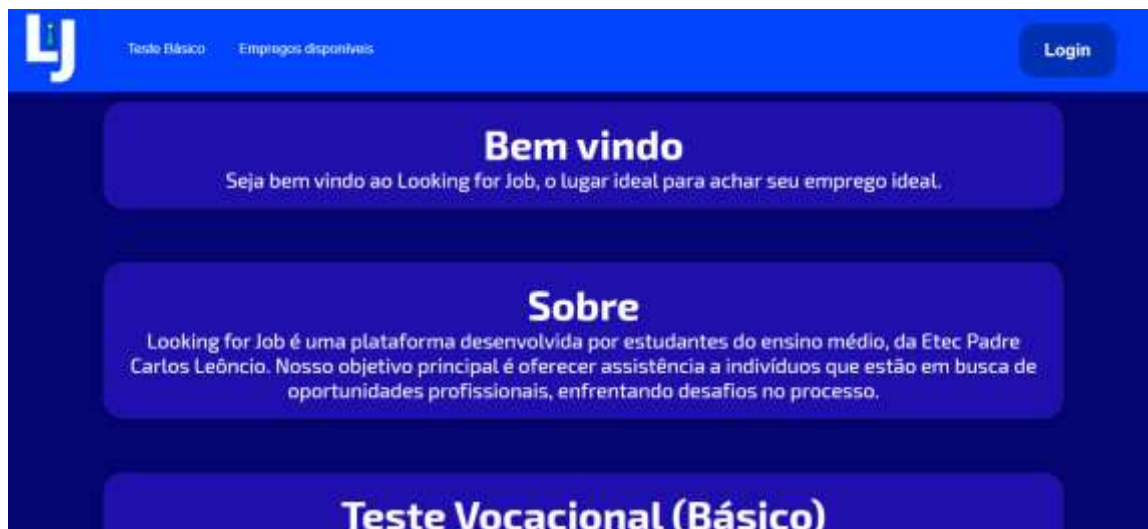 LiJ
Teste Básico
Empregos disponíveis
Login
Bem vindo
Seja bem vindo ao Looking for Job, o lugar ideal para achar seu emprego ideal.
Sobre
Looking for Job é uma plataforma desenvolvida por estudantes do ensino médio, da Etec Padre
Carlos Leôncio. Nosso objetivo principal é oferecer assistência a indivíduos que estão em busca de
oportunidades profissionais, enfrentando desafios no processo.
Teste Vocacional (Básico)